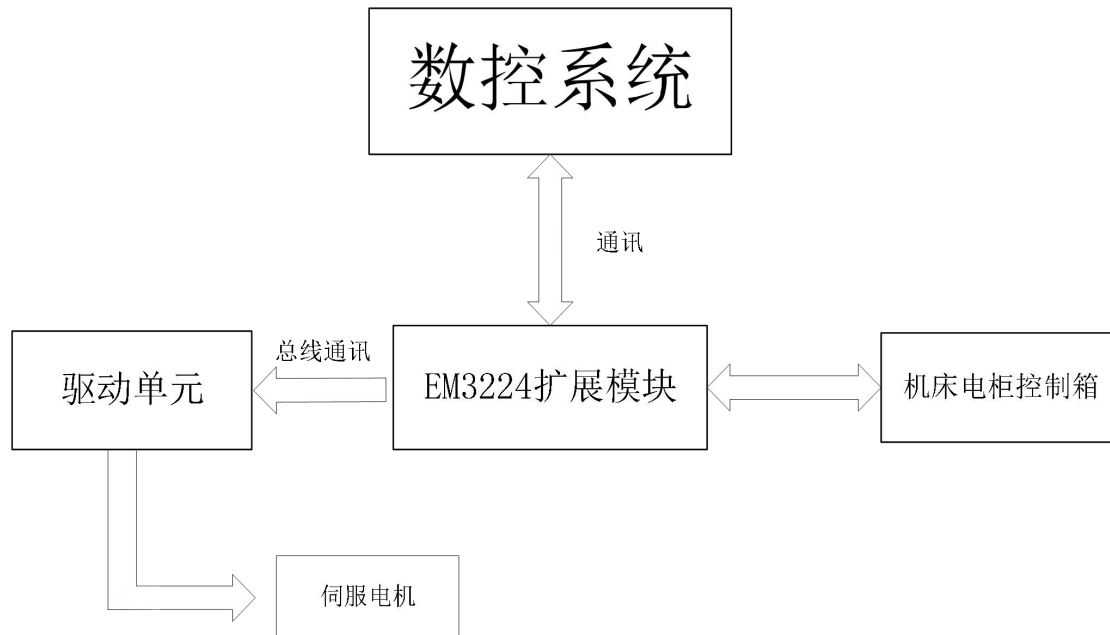 数控系统
通讯
总线通讯
驱动单元
EM3224扩展模块
机床电柜控制箱
伺服电机